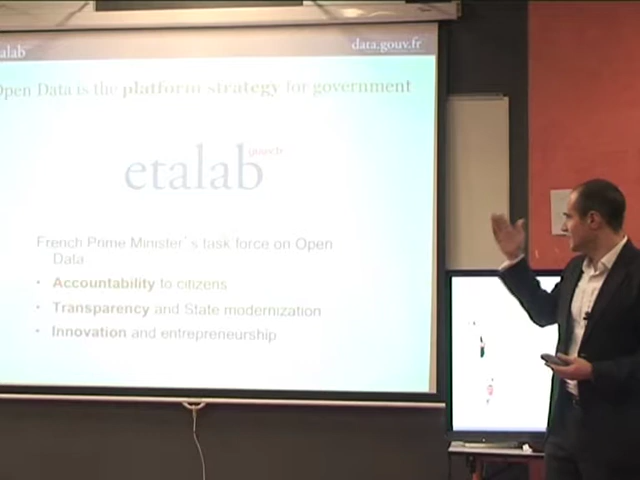 alab
data.gouv.fr
Open Data is the platform strategy for government
gouv.fr
etalab
French Prime Minister´s task force on Open
Data
• Accountability to citizens
• Transparency and State modernization
• Innovation and entrepreneurship